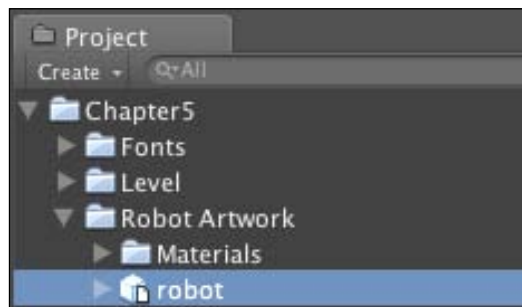 Project
Create
All
Chapter5
Fonts
Level
Robot Artwork
Materials
robot